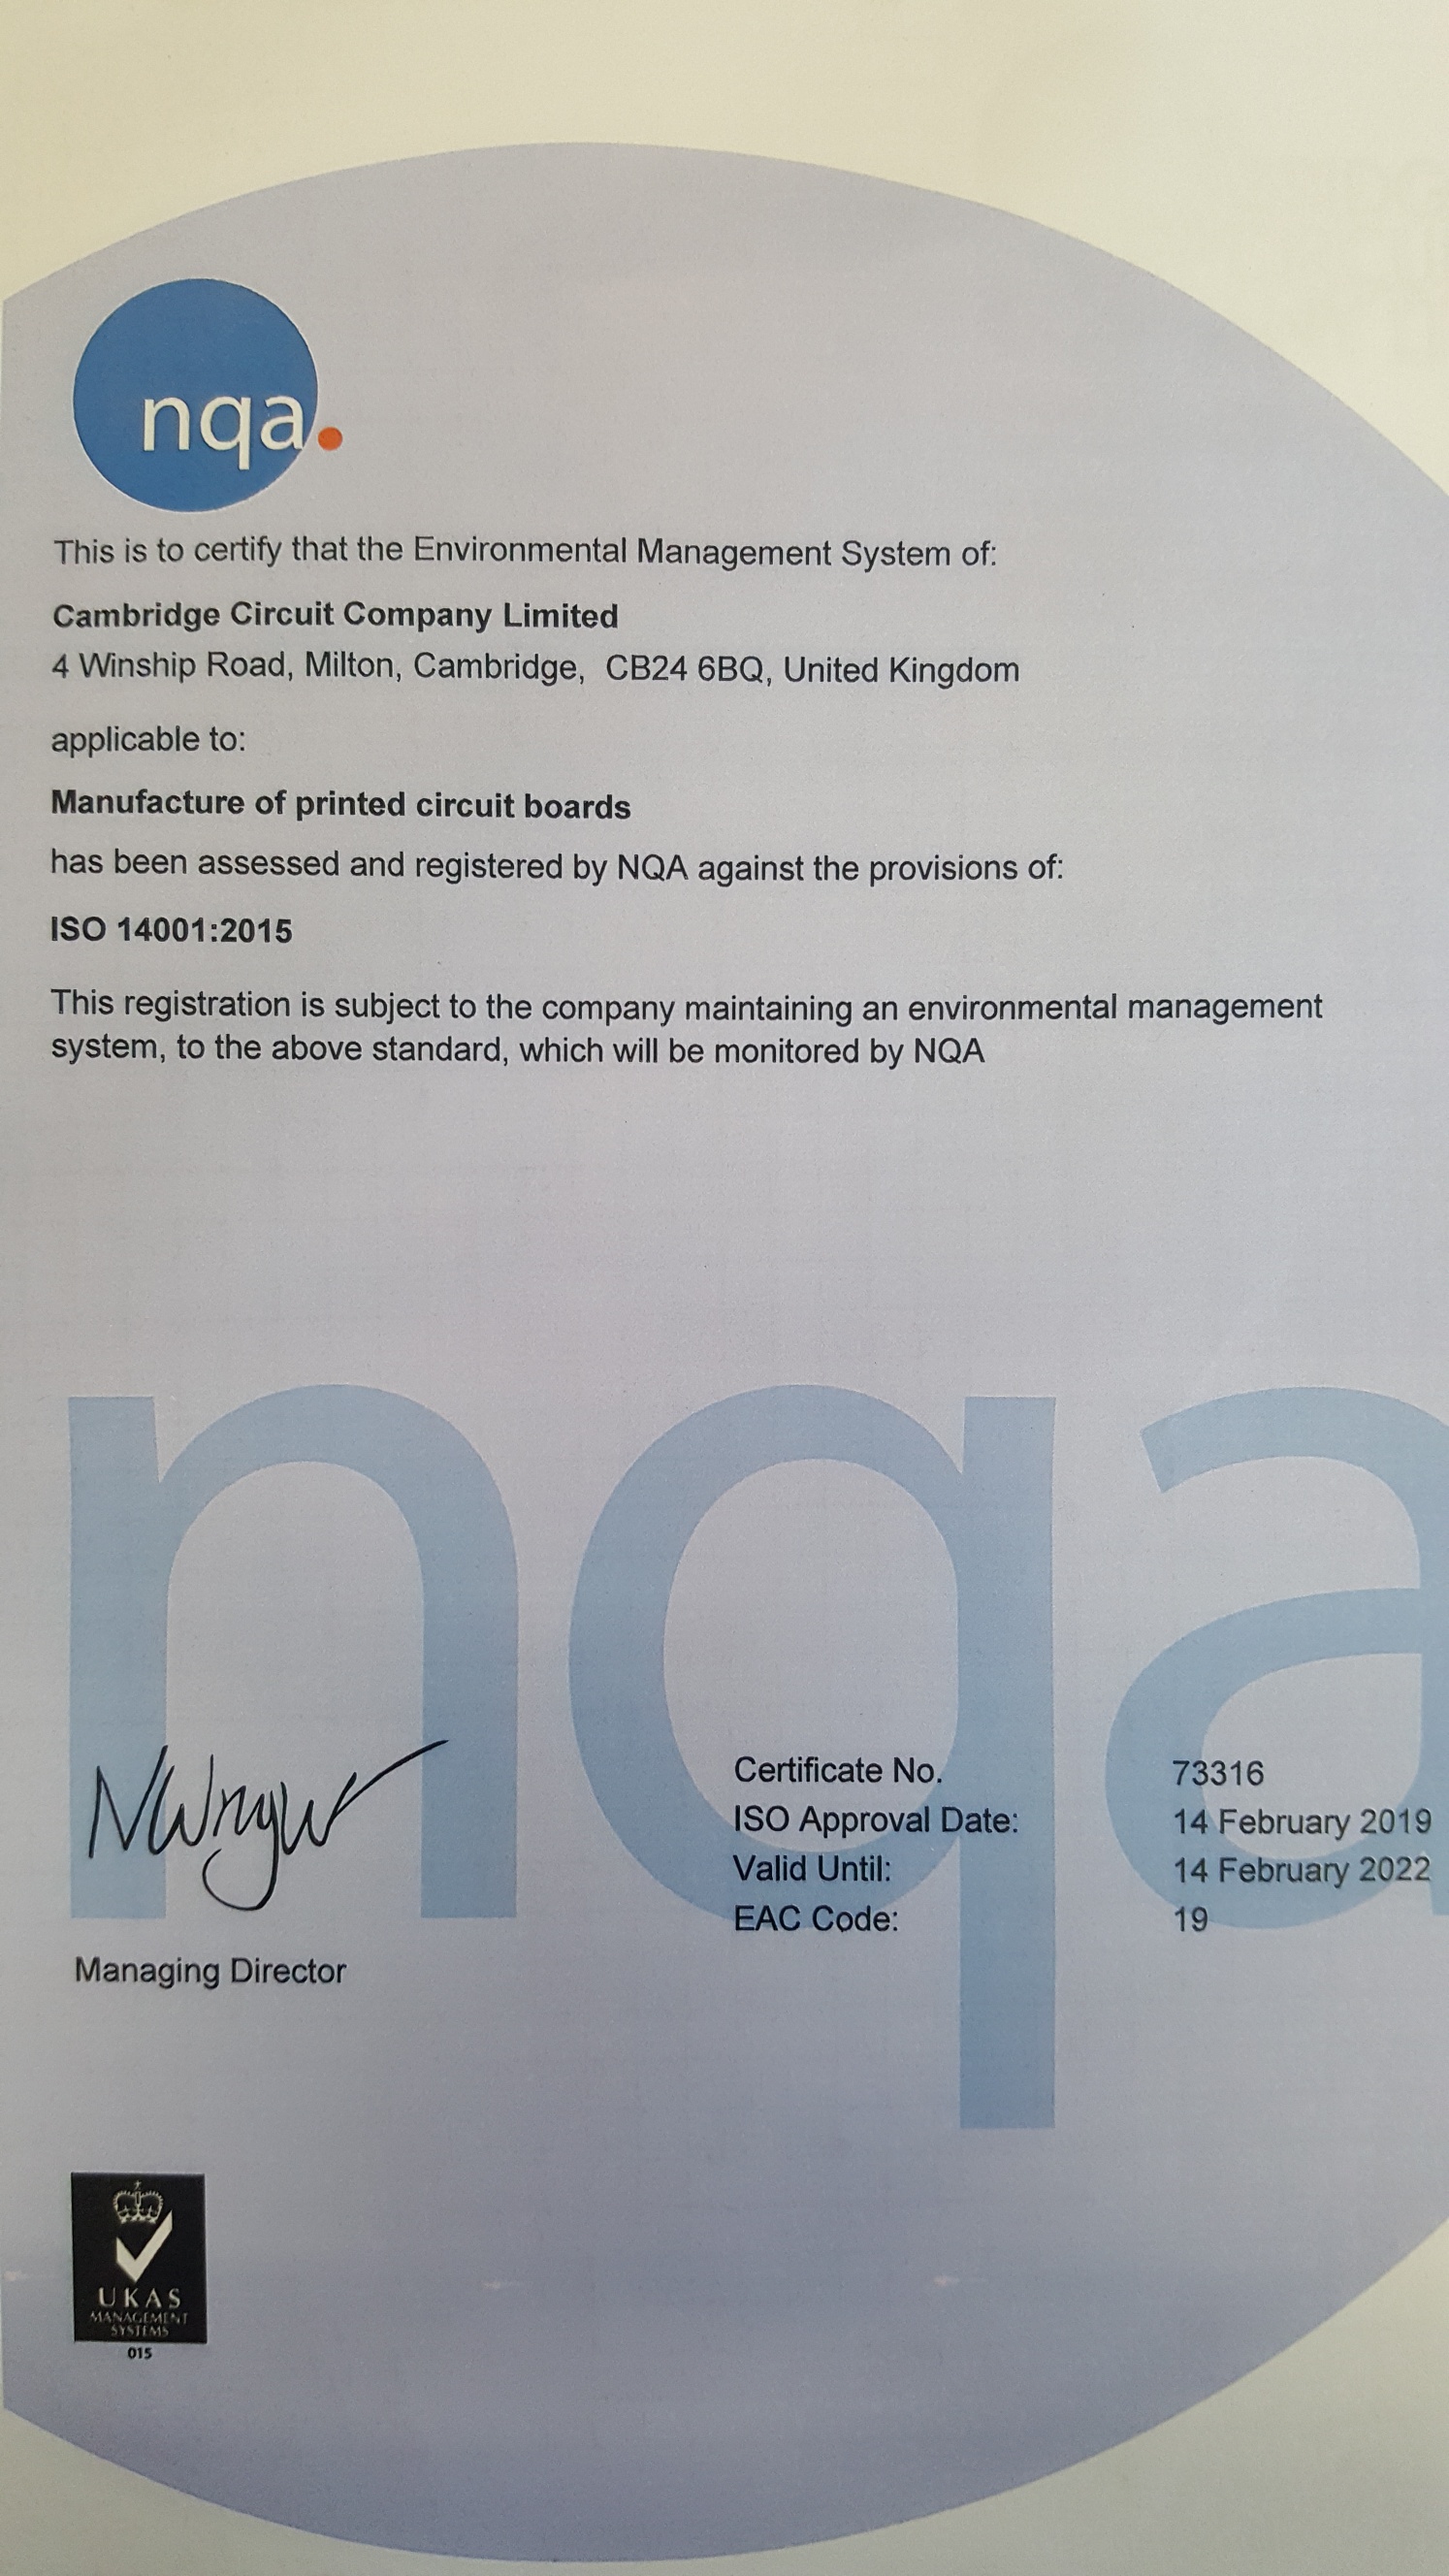 nqa.
This is to certify that the Environmental Management System of:
Cambridge Circuit Company Limited
4 Winship Road, Milton, Cambridge, CB24 6BQ, United Kingdom
applicable to:
Manufacture of printed circuit boards
has been assessed and registered by NQA against the provisions of:
ISO 14001:2015
This registration is subject to the company maintaining an environmental management
system, to the above standard, which will be monitored by NQA
nqa
Certificate No. 73316
ISO Approval Date: 14 February 2019
Valid Until: 14 February 2022
EAC Code: 19
Managing Director
UKAS
MANAGEMENT
SYSTEMS
015